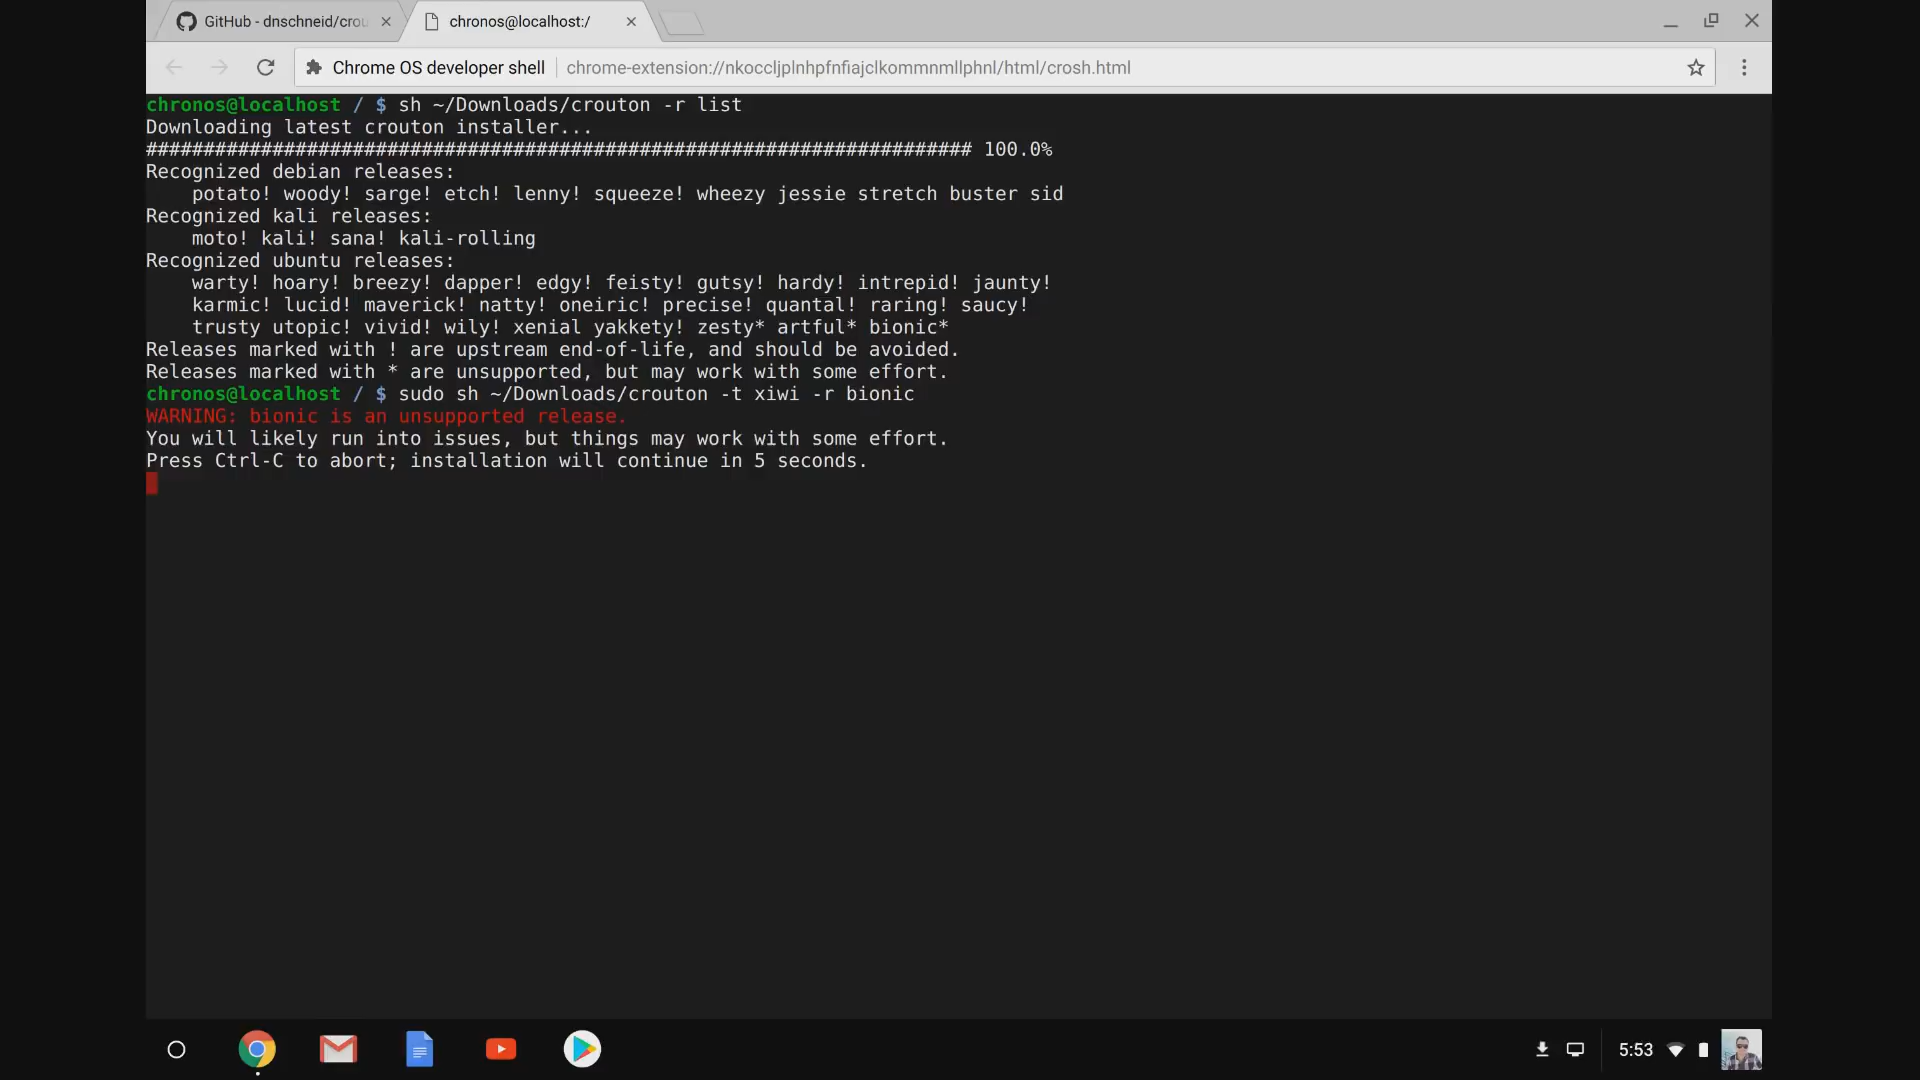 GitHub - dnschneid/crou
chronos@localhost:/
Chrome OS developer shell
chrome-extension://nkoccljplnhpfnfiajclkommnmllphnl/html/crosh.html
chronos@localhost / $ sh ~/Downloads/crouton -r list
Downloading latest crouton installer...
######################################################################## 100.0%
Recognized debian releases:
    potato! woody! sarge! etch! lenny! squeeze! wheezy jessie stretch buster sid
Recognized kali releases:
    moto! kali! sana! kali-rolling
Recognized ubuntu releases:
    warty! hoary! breezy! dapper! edgy! feisty! gutsy! hardy! intrepid! jaunty!
    karmic! lucid! maverick! natty! oneiric! precise! quantal! raring! saucy!
    trusty utopic! vivid! wily! xenial yakkety! zesty* artful* bionic*
Releases marked with ! are upstream end-of-life, and should be avoided.
Releases marked with * are unsupported, but may work with some effort.
chronos@localhost / $ sudo sh ~/Downloads/crouton -t xiwi -r bionic
WARNING: bionic is an unsupported release.
You will likely run into issues, but things may work with some effort.
Press Ctrl-C to abort; installation will continue in 5 seconds.
5:53